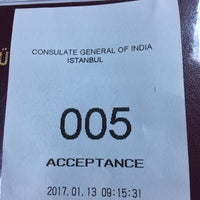 CONSULATE GENERAL OF INDIA
ISTANBUL
005
ACCEPTANCE
2017.01.13 09:15:31